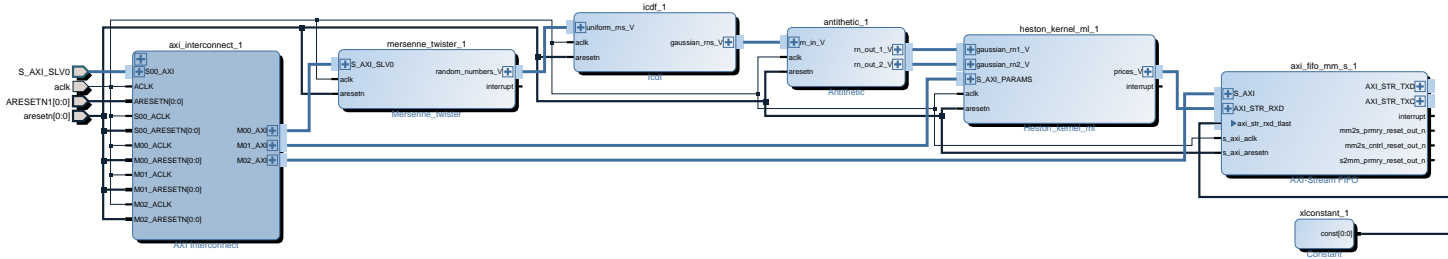 S_AXI_SLV0
aclk
ARESETN1[0:0]
aresetn[0:0]
axi_interconnect_1
S00_AXI
ACLK
ARESETN[0:0]
S00_ACLK
S00_ARESETN[0:0]
M00_ACLK
M00_ARESETN[0:0]
M01_ACLK
M01_ARESETN[0:0]
M02_ACLK
M02_ARESETN[0:0]
M00_AXI
M01_AXI
M02_AXI
AXI Interconnect
mersenne_twister_1
S_AXI_SLV0
aclk
aresetn
random_numbers_V
interrupt
Mersenne_twister
icdf_1
uniform_rns_V
aclk
aresetn
gaussian_rns_V
Icdf
antithetic_1
rn_in_V
aclk
aresetn
rn_out_1_V
rn_out_2_V
Antithetic
heston_kernel_ml_1
gaussian_rn1_V
gaussian_rn2_V
S_AXI_PARAMS
aclk
aresetn
prices_V
interrupt
Heston_kernel_ml
axi_fifo_mm_s_1
S_AXI
AXI_STR_RXD
axi_str_rxd_tlast
s_axi_aclk
s_axi_aresetn
AXI_STR_TXD
AXI_STR_TXC
interrupt
mm2s_prmry_reset_out_n
mm2s_cntrl_reset_out_n
s2mm_prmry_reset_out_n
AXI-Stream FIFO
xlconstant_1
const[0:0]
Constant